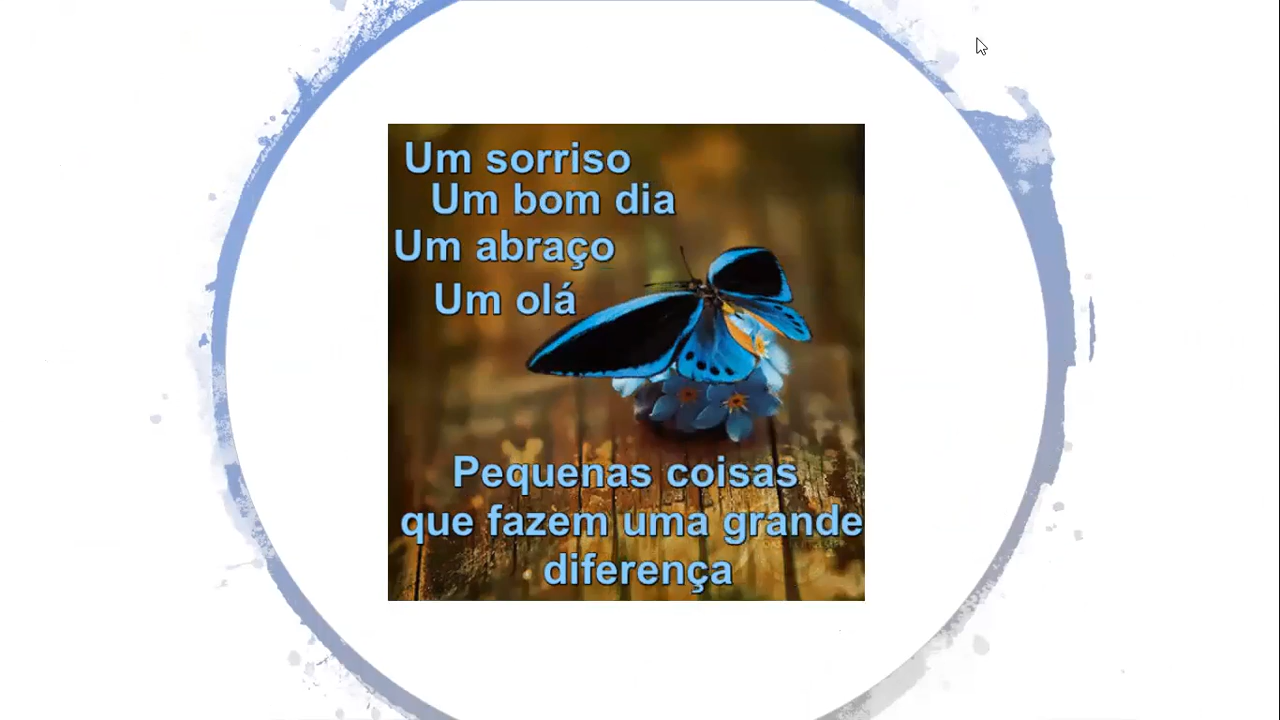 Um sorriso
Um bom dia
Um abraço
Um olá
Pequenas coisas
que fazem uma grande
diferença